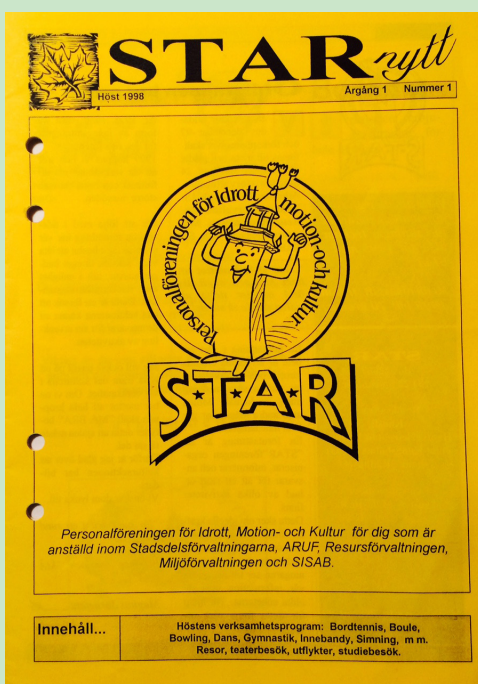 STAR nytt
Höst 1998
Årgång 1 Nummer 1
Personalföreningen för Idrott motion-och kultur
S·T·A·R
Personalföreningen för Idrott, Motion- och Kultur för dig som är
anställd inom Stadsdelsförvaltningarna, ARUF, Resursförvaltningen,
Miljöförvaltningen och SISAB.
Innehåll...
Höstens verksamhetsprogram: Bordtennis, Boule,
Bowling, Dans, Gymnastik, Innebandy, Simning, m m.
Resor, teaterbesök, utflykter, studiebesök.